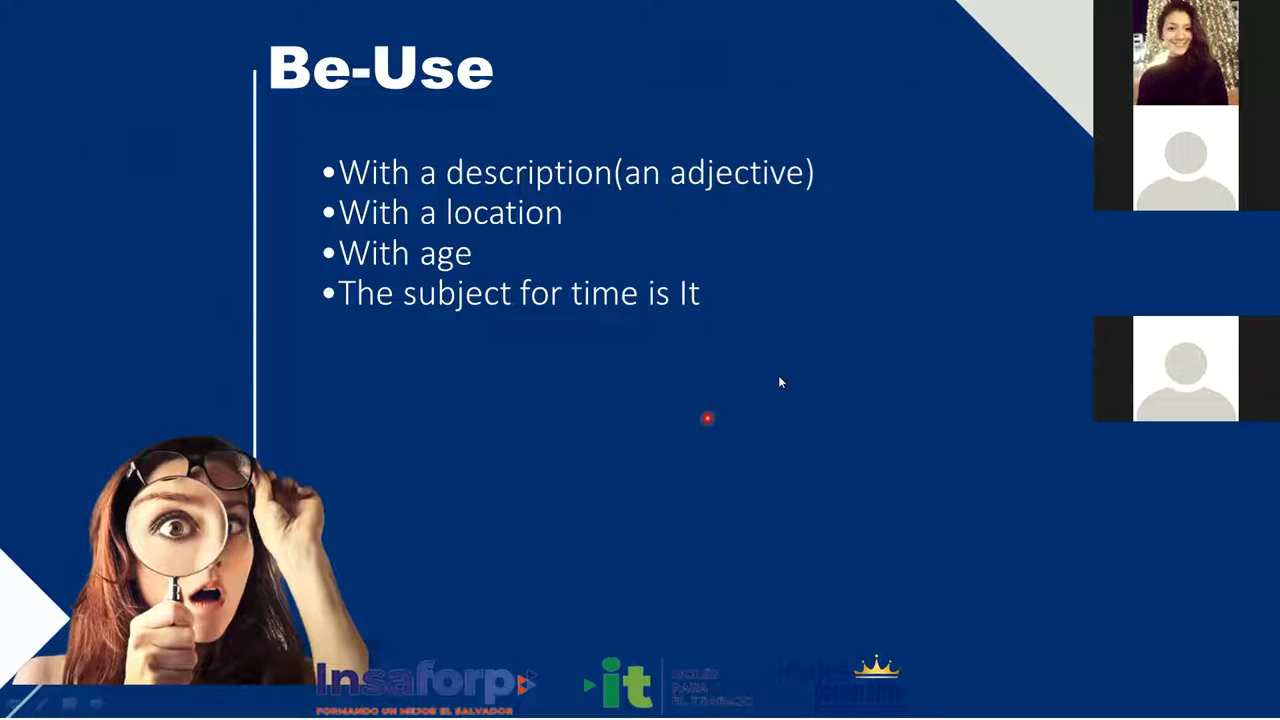 Be-Use
•With a description(an adjective)
•With a location
•With age
•The subject for time is It
Insaforp
FORMANDO UN MEJOR EL SALVADOR
it
INGLÉS
PARA
EL TRABAJO